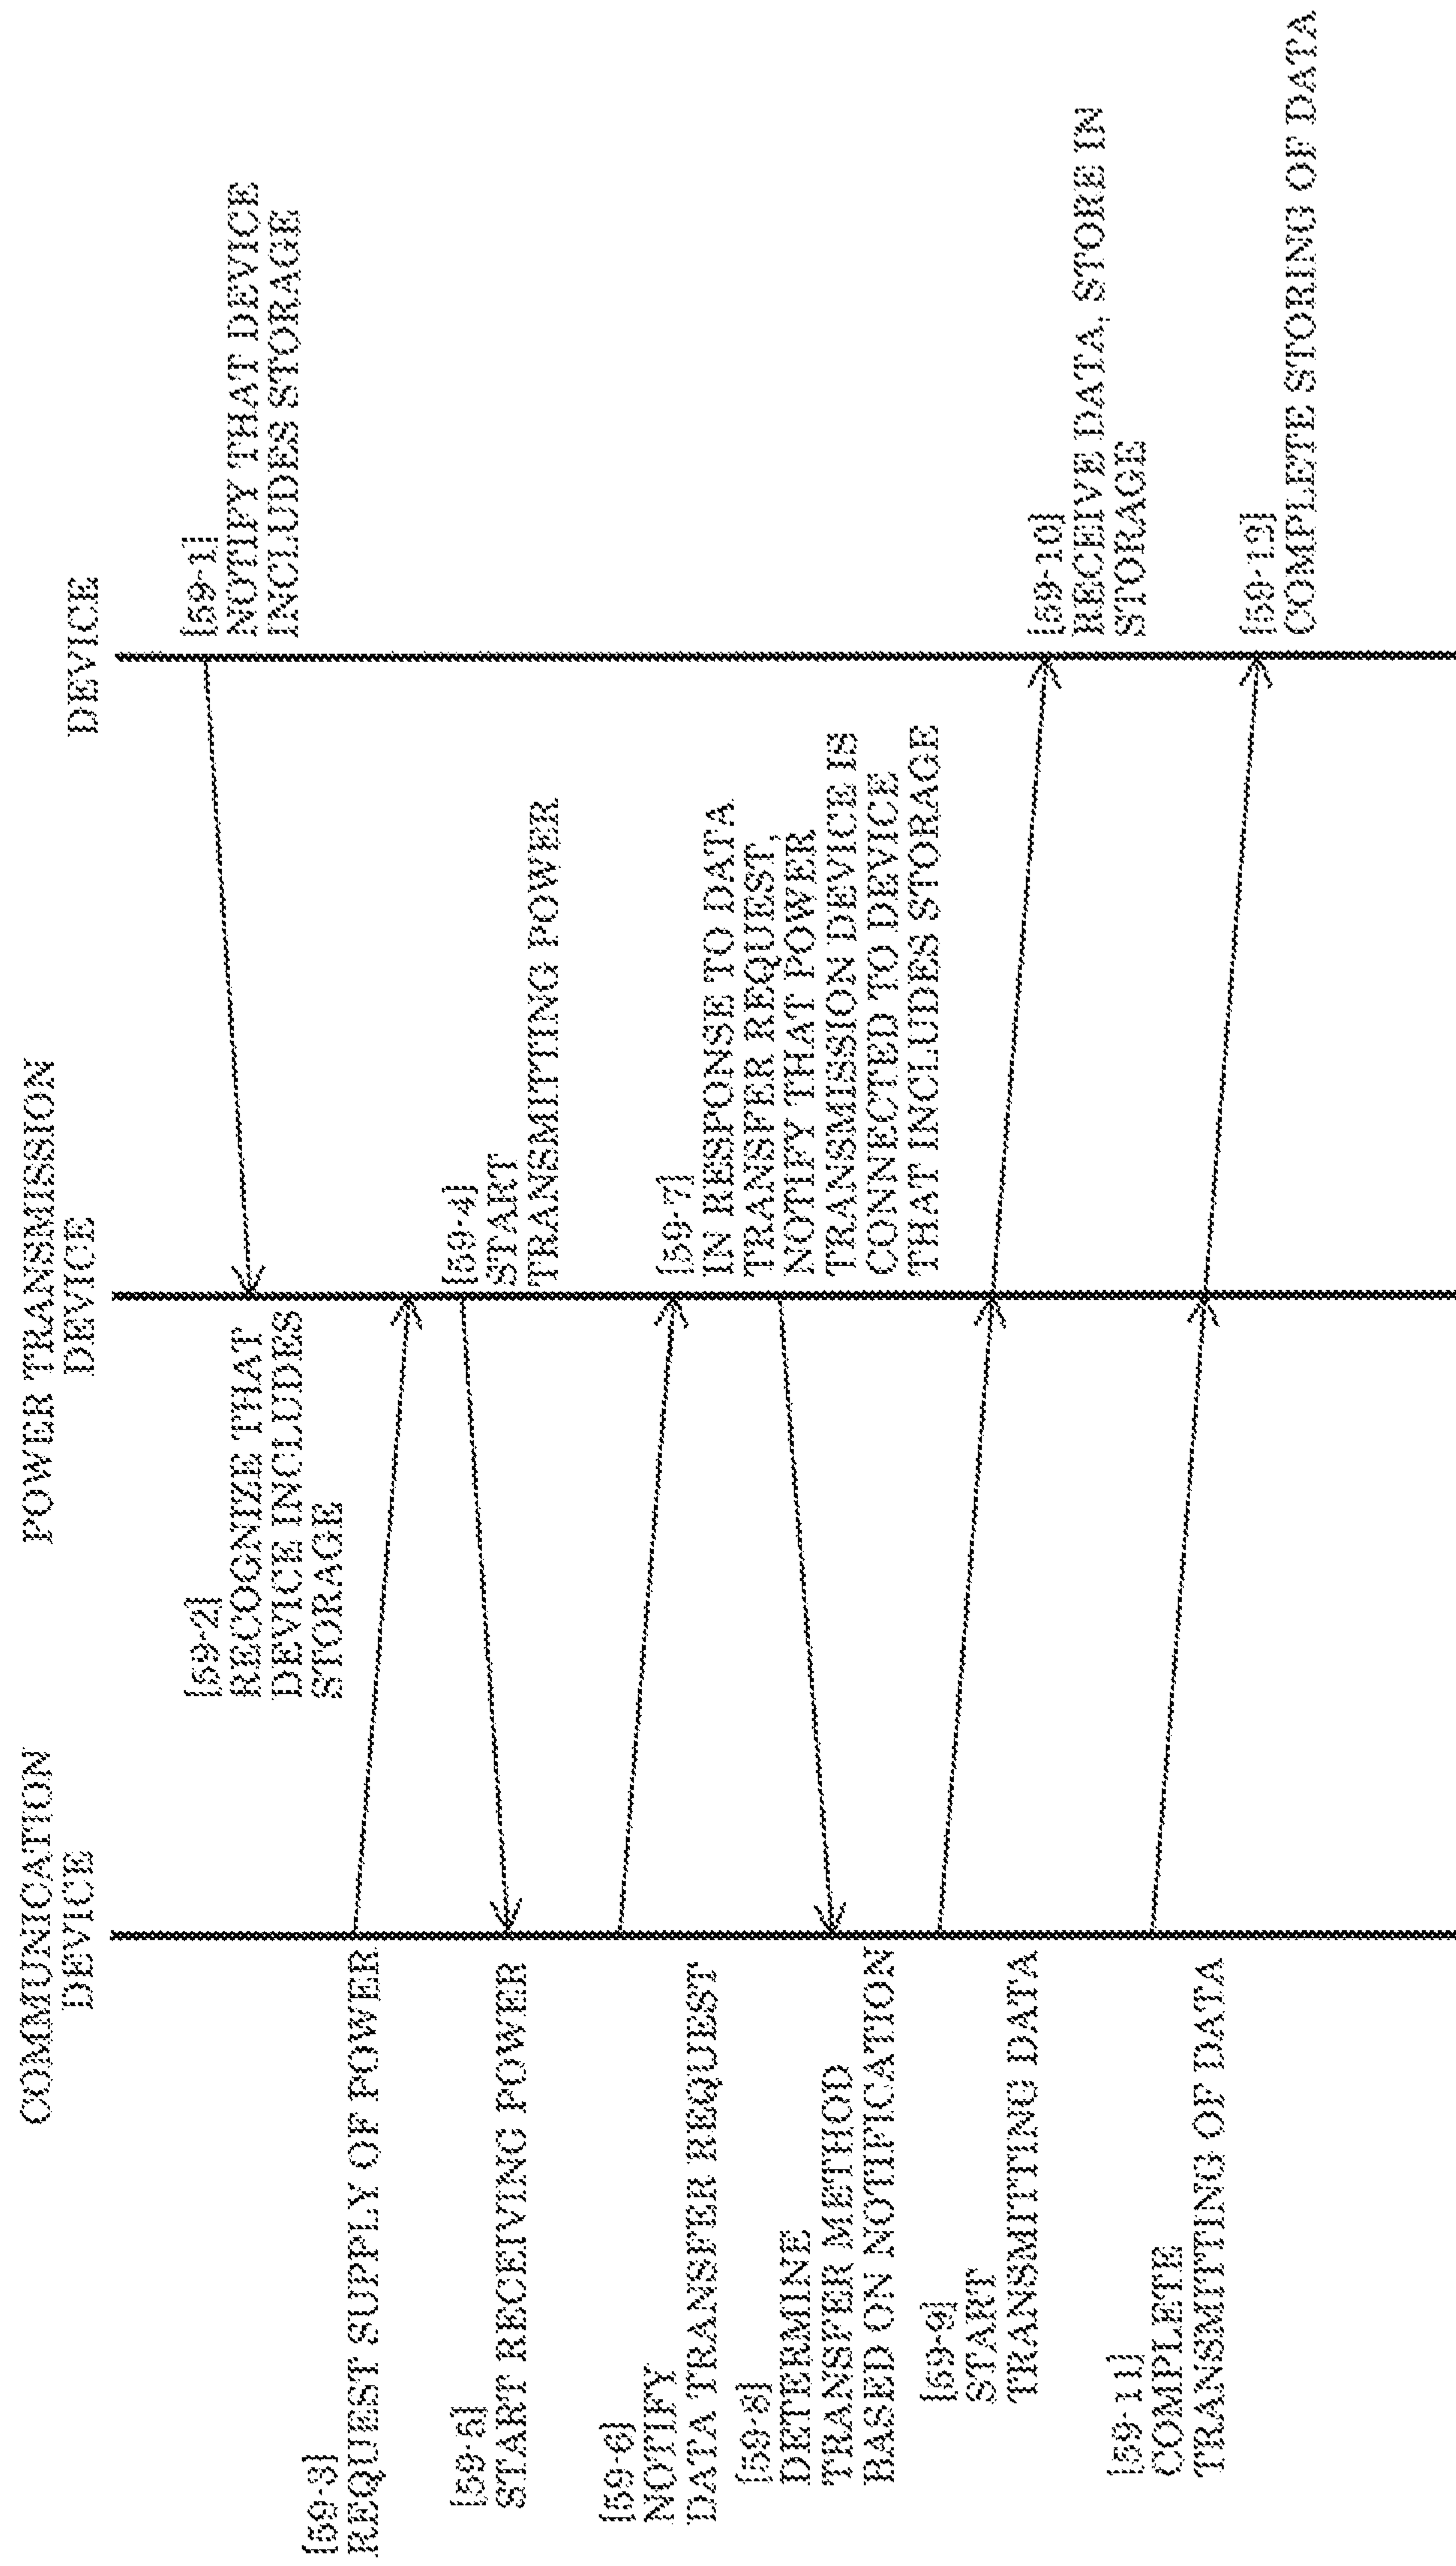 COMMUNICATION
DEVICE
POWER TRANSMISSION
DEVICE
DEVICE
[59-1]
NOTIFY THAT DEVICE
INCLUDES STORAGE
[59-2]
RECOGNIZE THAT
DEVICE INCLUDES
STORAGE
[59-3]
REQUEST SUPPLY OF POWER
[59-4]
START
TRANSMITTING POWER
[59-5]
START RECEIVING POWER
[59-6]
NOTIFY
DATA TRANSFER REQUEST
[59-7]
IN RESPONSE TO DATA
TRANSFER REQUEST,
NOTIFY THAT POWER
TRANSMISSION DEVICE IS
CONNECTED TO DEVICE
THAT INCLUDES STORAGE
[59-8]
DETERMINE
TRANSFER METHOD
BASED ON NOTIFICATION
[59-9]
START
TRANSMITTING DATA
[59-10]
RECEIVE DATA, STORE IN
STORAGE
[59-11]
COMPLETE
TRANSMITTING OF DATA
[59-12]
COMPLETE STORING OF DATA